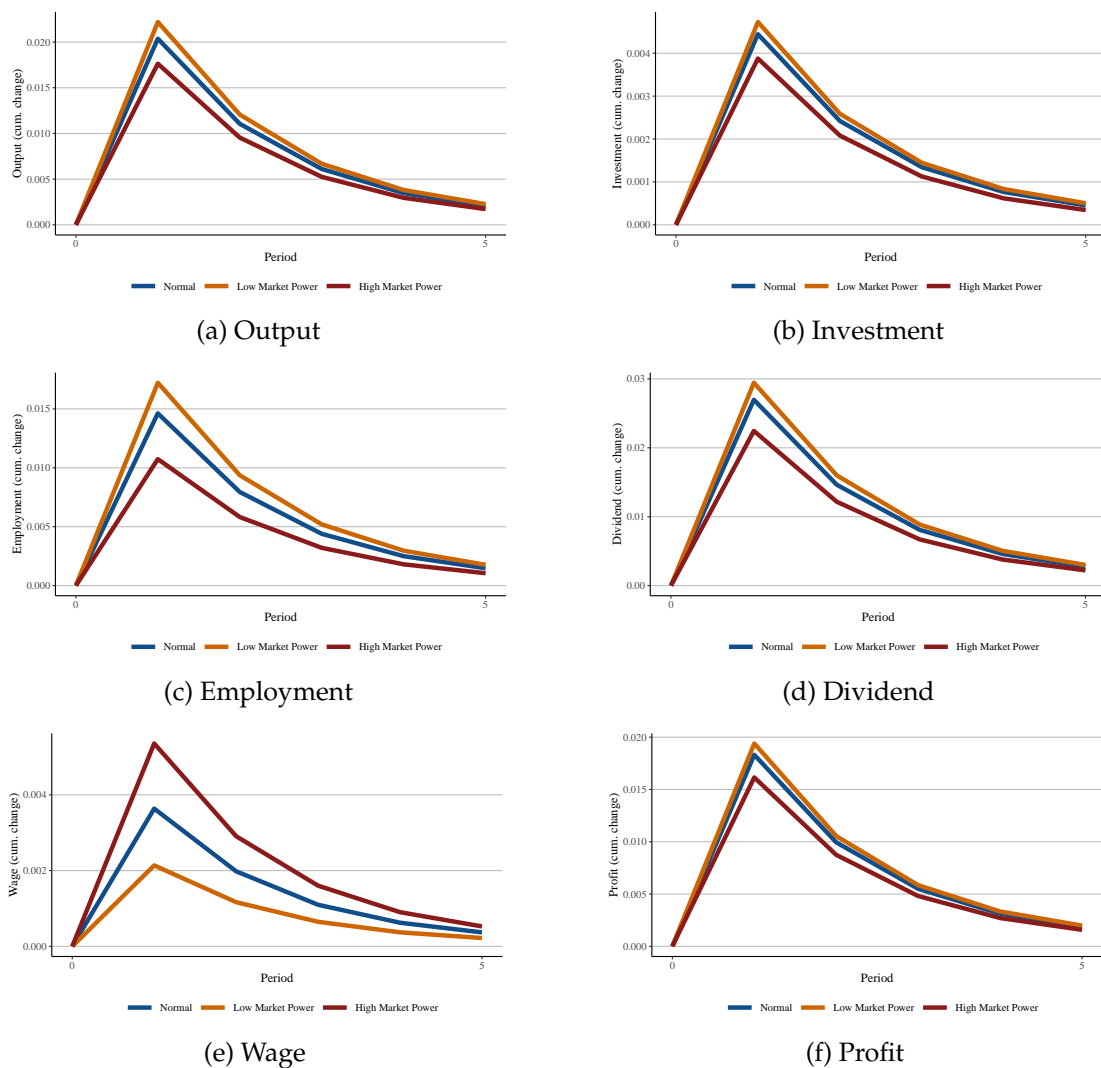 Output (cum. change)
0.020
0.015
0.010
0.005
0.000
0 5
Period
Normal Low Market Power High Market Power
(a) Output
Investment (cum. change)
0.004
0.003
0.002
0.001
0.000
0 5
Period
Normal Low Market Power High Market Power
(b) Investment
Employment (cum. change)
0.015
0.010
0.005
0.000
0 5
Period
Normal Low Market Power High Market Power
(c) Employment
Dividend (cum. change)
0.03
0.02
0.01
0.00
0 5
Period
Normal Low Market Power High Market Power
(d) Dividend
Wage (cum. change)
0.004
0.002
0.000
0 5
Period
Normal Low Market Power High Market Power
(e) Wage
Profit (cum. change)
0.020
0.015
0.010
0.005
0.000
0 5
Period
Normal Low Market Power High Market Power
(f) Profit